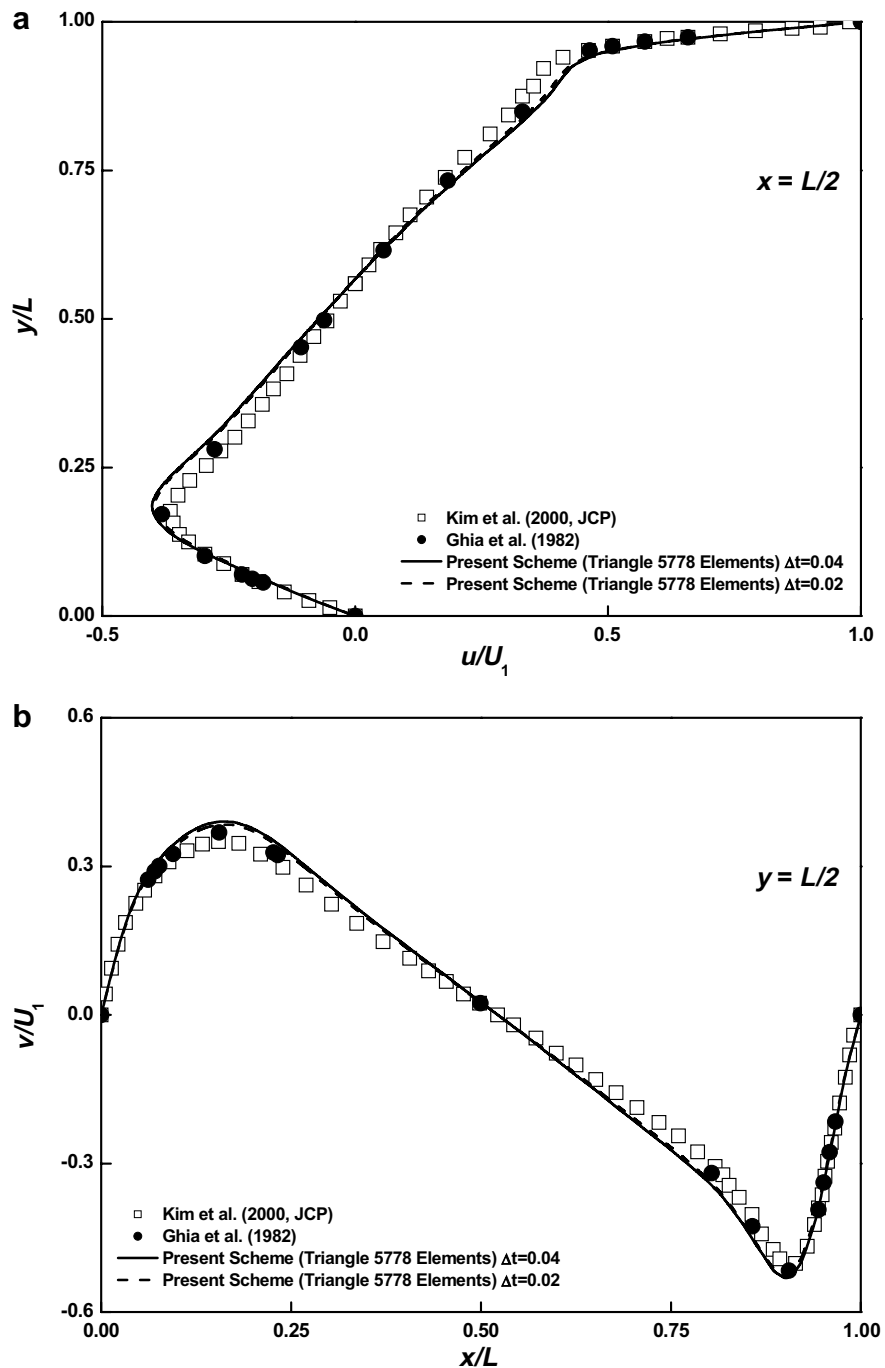 a
1.00
0.75
0.50
0.25
0.00
y/L
x = L/2
Kim et al. (2000, JCP)
Ghia et al. (1982)
Present Scheme (Triangle 5778 Elements) Δt=0.04
Present Scheme (Triangle 5778 Elements) Δt=0.02
-0.5 0.0 0.5 1.0
u/U₁
b
0.6
0.3
0.0
-0.3
-0.6
v/U₁
y = L/2
Kim et al. (2000, JCP)
Ghia et al. (1982)
Present Scheme (Triangle 5778 Elements) Δt=0.04
Present Scheme (Triangle 5778 Elements) Δt=0.02
0.00 0.25 0.50 0.75 1.00
x/L